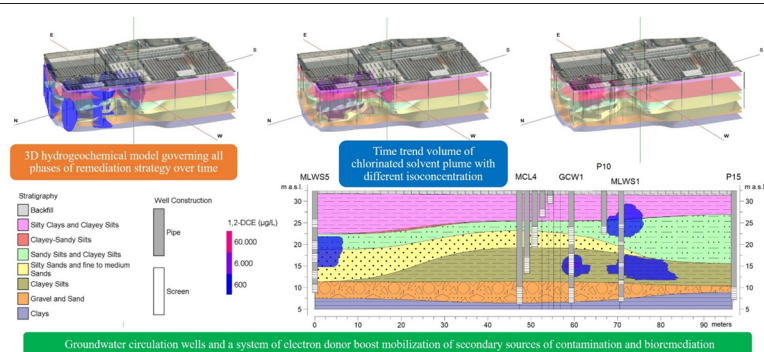 E
S
N
W
E
S
N
W
E
S
N
W
3D hydrogeochemical model governing all
phases of remediation strategy over time
Time trend volume of
chlorinated solvent plume with
different isoconcentration
Stratigraphy
Backfill
Silty Clays and Clayey Silts
Clayey-Sandy Silts
Sandy Silts and Clayey Silts
Silty Sands and fine to medium
Sands
Clayey Silts
Gravel and Sand
Clays
Well Construction
Pipe
Screen
1,2-DCE (µg/L)
60.000
6.000
600
MLWS5
MCL4
GCW1
P10
MLWS1
P15
m a.s.l.
m a.s.l.
30
25
20
15
10
5
30
25
20
15
10
5
0 10 20 30 40 50 60 70 80 90 meters
Groundwater circulation wells and a system of electron donor boost mobilization of secondary sources of contamination and bioremediation